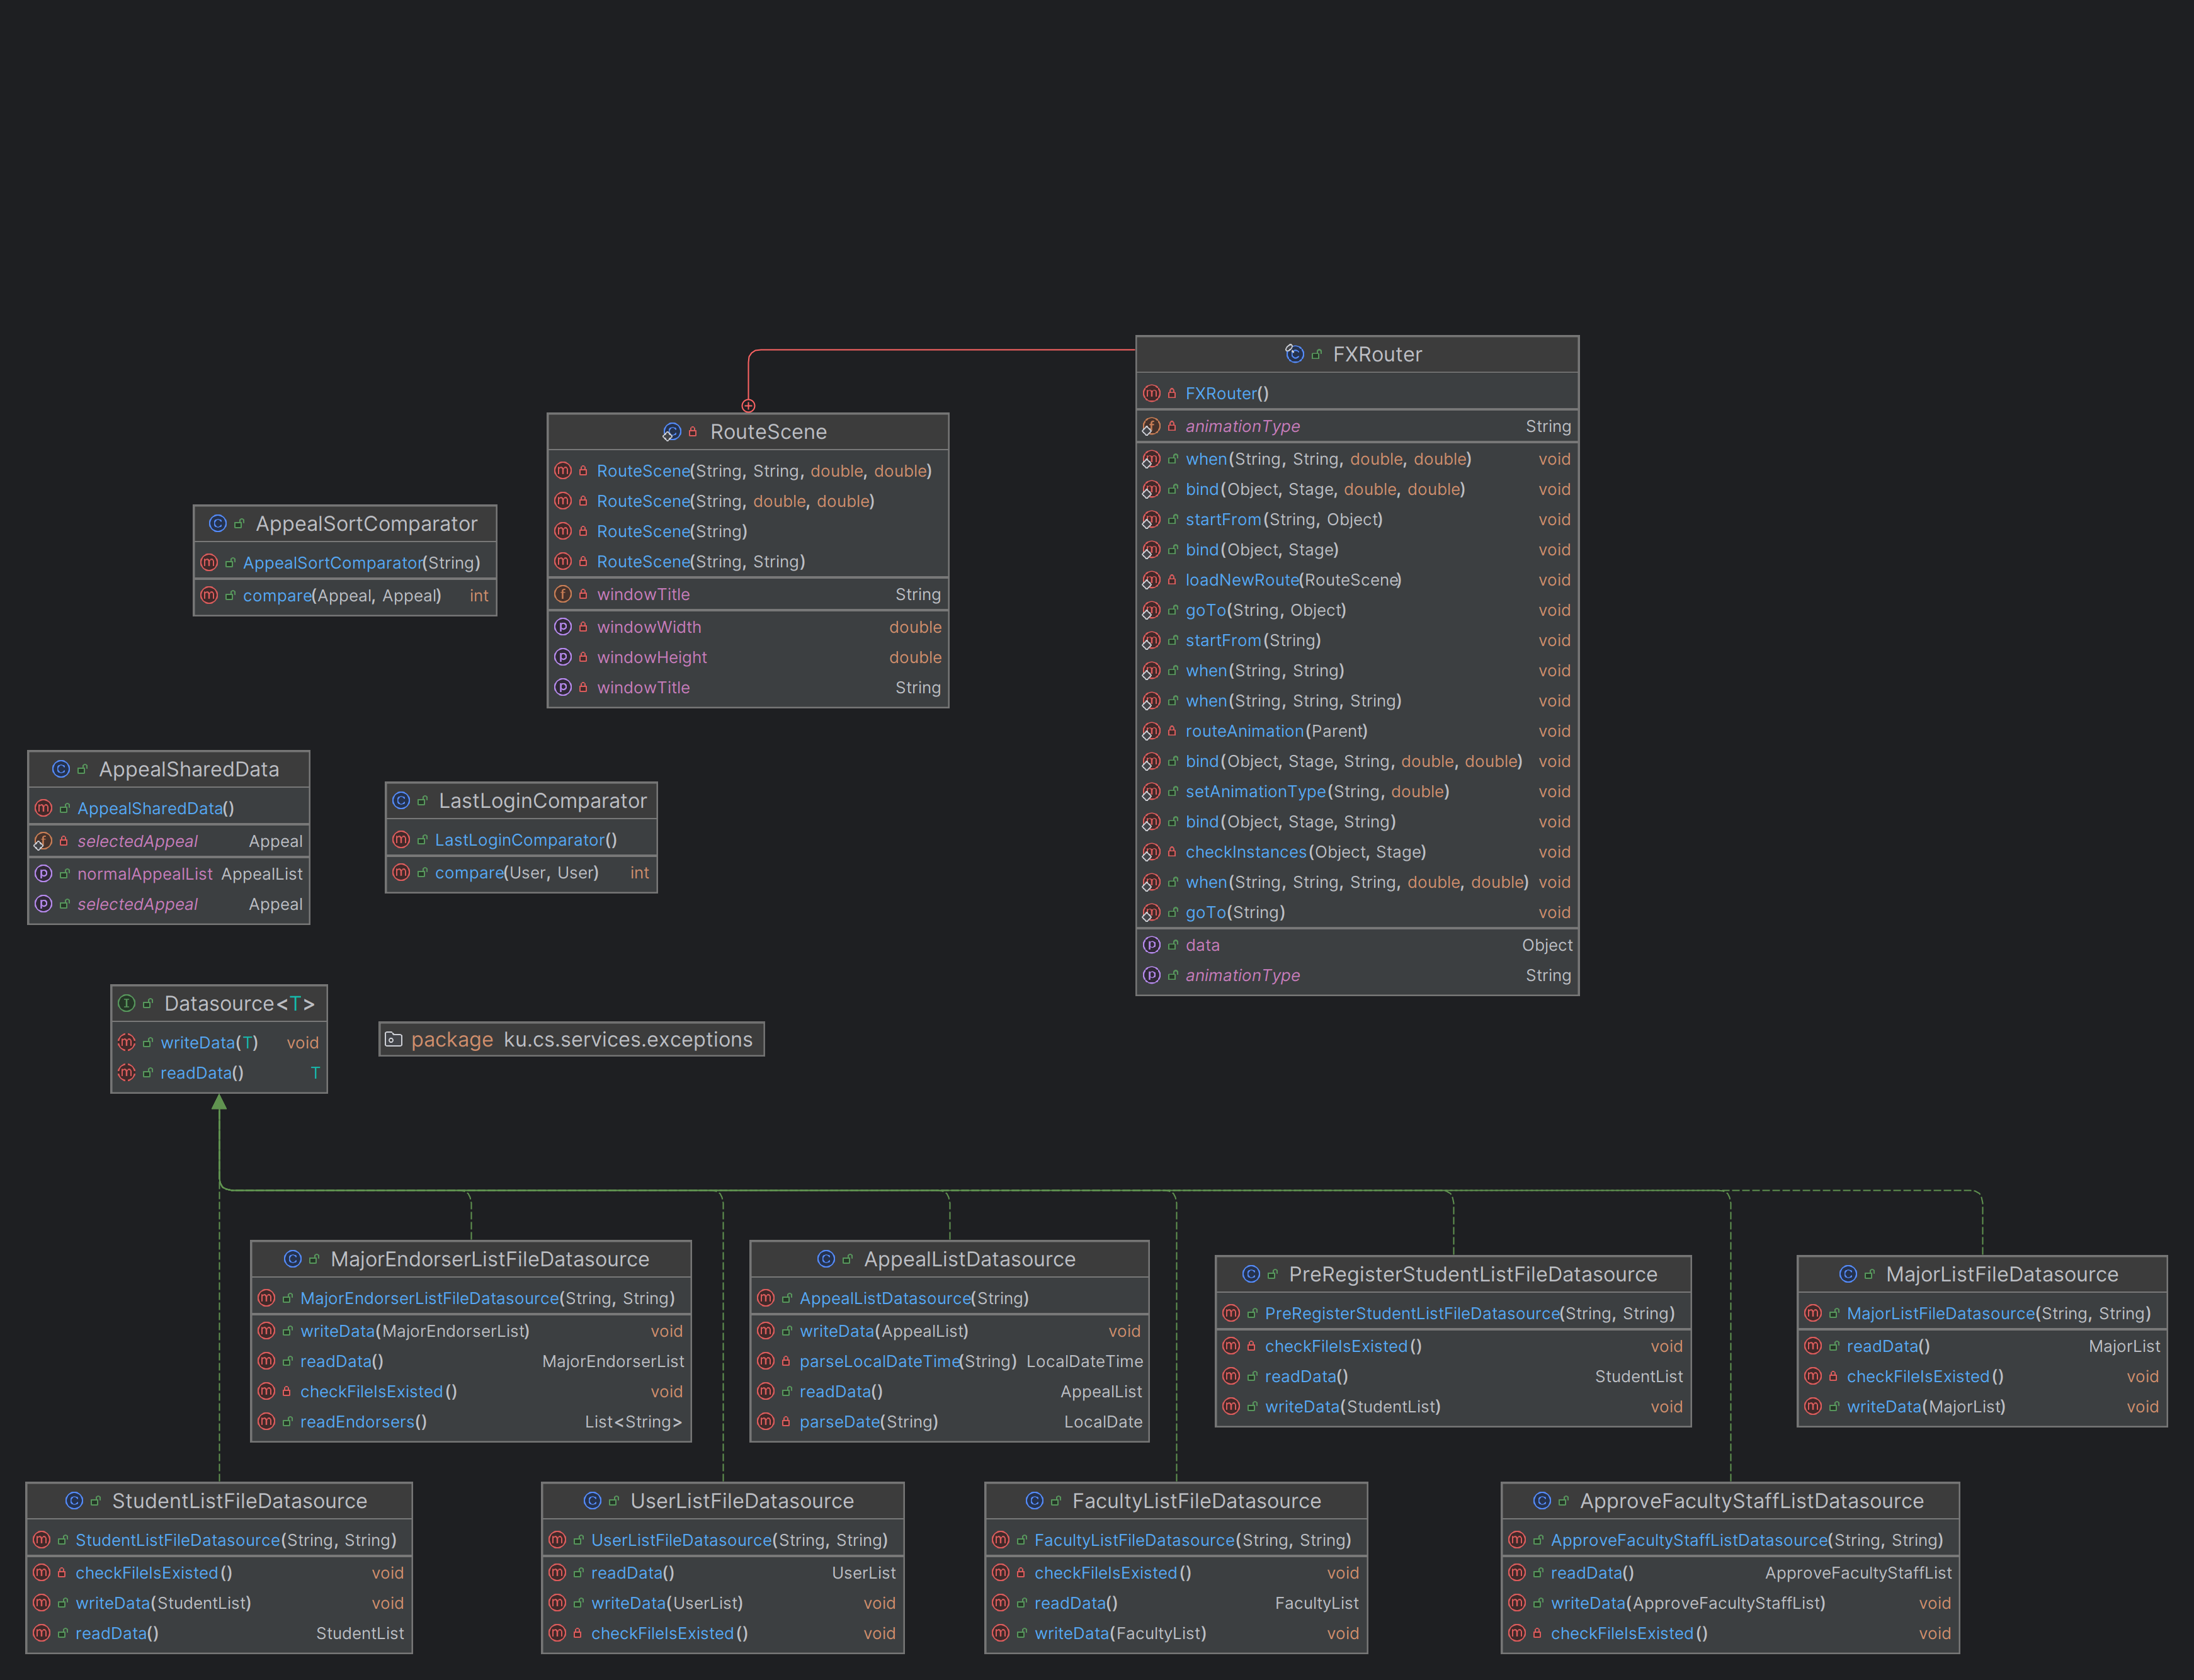 FXRouter
FXRouter()
animationType String
when(String, String, double, double) void
bind(Object, Stage, double, double) void
startFrom(String, Object) void
bind(Object, Stage) void
loadNewRoute(RouteScene) void
goTo(String, Object) void
startFrom(String) void
when(String, String) void
when(String, String, String) void
routeAnimation(Parent) void
bind(Object, Stage, String, double, double) void
setAnimationType(String, double) void
bind(Object, Stage, String) void
checkInstances(Object, Stage) void
when(String, String, String, double, double) void
goTo(String) void
data Object
animationType String
RouteScene
RouteScene(String, String, double, double)
RouteScene(String, double, double)
RouteScene(String)
RouteScene(String, String)
windowTitle String
windowWidth double
windowHeight double
windowTitle String
AppealSortComparator
AppealSortComparator(String)
compare(Appeal, Appeal) int
AppealSharedData
AppealSharedData()
selectedAppeal Appeal
normalAppealList AppealList
selectedAppeal Appeal
LastLoginComparator
LastLoginComparator()
compare(User, User) int
Datasource<T>
writeData(T) void
readData() T
package ku.cs.services.exceptions
MajorEndorserListFileDatasource
MajorEndorserListFileDatasource(String, String)
writeData(MajorEndorserList) void
readData() MajorEndorserList
checkFileIsExisted() void
readEndorsers() List<String>
AppealListDatasource
AppealListDatasource(String)
writeData(AppealList) void
parseLocalDateTime(String) LocalDateTime
readData() AppealList
parseDate(String) LocalDate
PreRegisterStudentListFileDatasource
PreRegisterStudentListFileDatasource(String, String)
checkFileIsExisted() void
readData() StudentList
writeData(StudentList) void
MajorListFileDatasource
MajorListFileDatasource(String, String)
readData() MajorList
checkFileIsExisted() void
writeData(MajorList) void
StudentListFileDatasource
StudentListFileDatasource(String, String)
checkFileIsExisted() void
writeData(StudentList) void
readData() StudentList
UserListFileDatasource
UserListFileDatasource(String, String)
readData() UserList
writeData(UserList) void
checkFileIsExisted() void
FacultyListFileDatasource
FacultyListFileDatasource(String, String)
checkFileIsExisted() void
readData() FacultyList
writeData(FacultyList) void
ApproveFacultyStaffListDatasource
ApproveFacultyStaffListDatasource(String, String)
readData() ApproveFacultyStaffList
writeData(ApproveFacultyStaffList) void
checkFileIsExisted() void